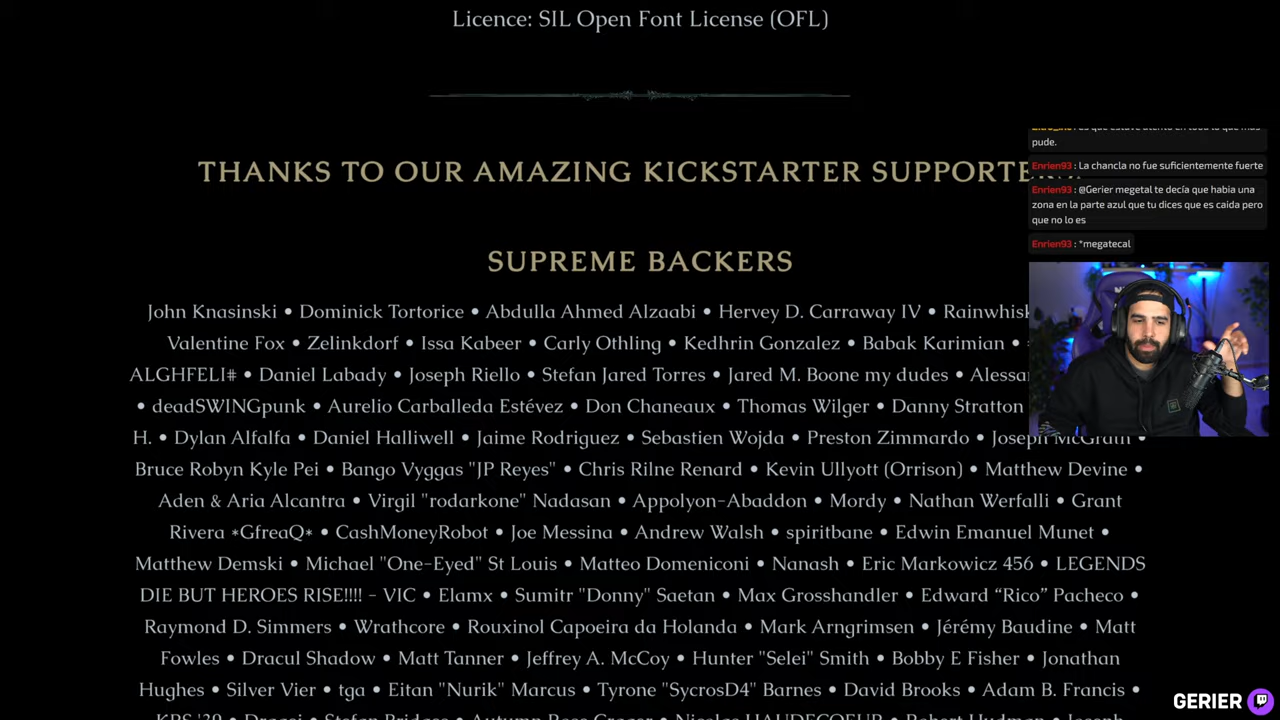 Licence: SIL Open Font License (OFL)
THANKS TO OUR AMAZING KICKSTARTER SUPPORTERS!
SUPREME BACKERS
John Knasinski • Dominick Tortorice • Abdulla Ahmed Alzaabi • Hervey D. Carraway IV •
Valentine Fox • Zelinkdorf • Issa Kabeer • Carly Othling • Kedhrin Gonzalez • Babak Karimian •
ALGHFELI‡ • Daniel Labady • Joseph Riello • Stefan Jared Torres • Jared M. Boone my dudes •
• deadSWINGpunk • Aurelio Carballeda Estévez • Don Chaneaux • Thomas Wilger • Danny Stratton
H. • Dylan Alfalfa • Daniel Halliwell • Jaime Rodriguez • Sebastien Wojda • Preston Zimmardo • Joseph McGrath •
Bruce Robyn Kyle Pei • Bango Vyggas "JP Reyes" • Chris Rilne Renard • Kevin Ullyott (Orrison) • Matthew Devine •
Aden & Aria Alcantra • Virgil "rodarkone" Nadasan • Appolyon-Abaddon • Mordy • Nathan Werfalli • Grant
Rivera *GfreaQ* • CashMoneyRobot • Joe Messina • Andrew Walsh • spiritbane • Edwin Emanuel Munet •
Matthew Demski • Michael "One-Eyed" St Louis • Matteo Domeniconi • Nanash • Eric Markowicz 456 • LEGENDS
DIE BUT HEROES RISE!!!! - VIC • Elamx • Sumitr "Donny" Saetan • Max Grosshandler • Edward “Rico” Pacheco •
Raymond D. Simmers • Wrathcore • Rouxinol Capoeira da Holanda • Mark Arngrimsen • Jérémy Baudine • Matt
Fowles • Dracul Shadow • Matt Tanner • Jeffrey A. McCoy • Hunter "Selei" Smith • Bobby E Fisher • Jonathan
Hughes • Silver Vier • tga • Eitan "Nurik" Marcus • Tyrone "SycrosD4" Barnes • David Brooks • Adam B. Francis •
pude.
Enrien93 : La chancla no fue suficientemente fuerte
Enrien93 : @Gerier megetal te decía que habia una
zona en la parte azul que tu dices que es caída pero
que no lo es
Enrien93 : *megatecal
GERIER